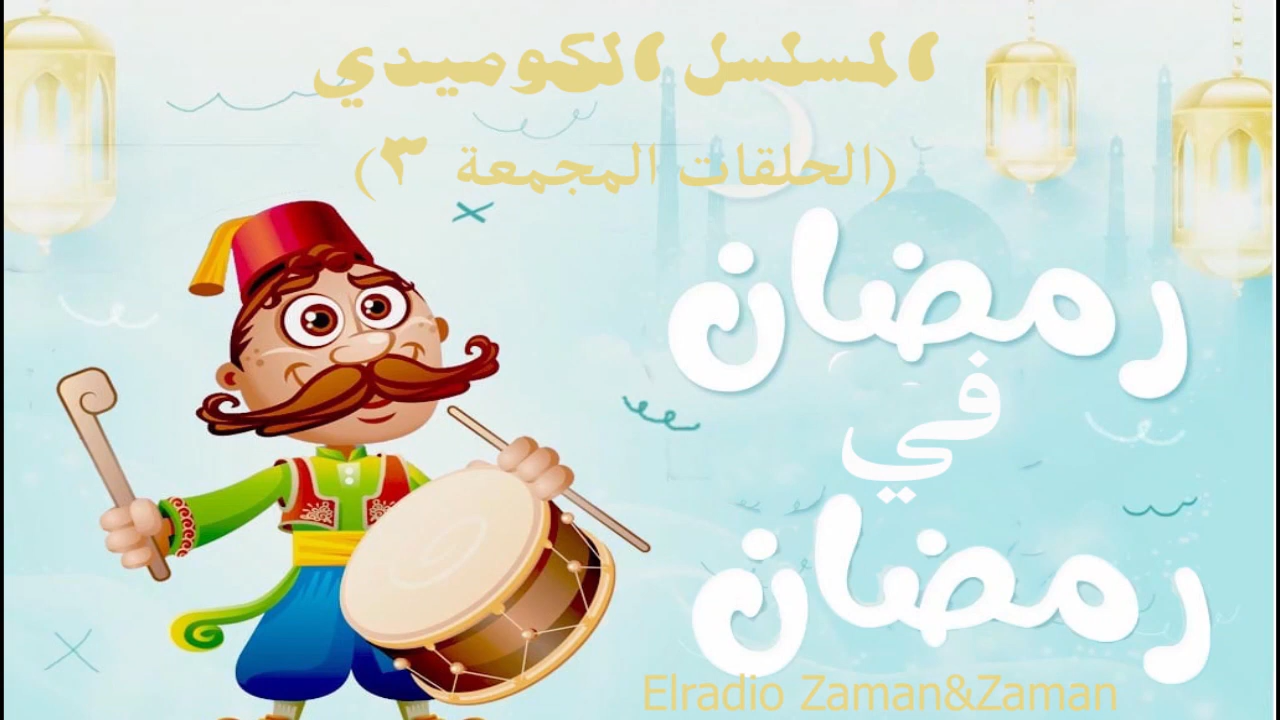 المسلسل الكوميدي
(الحلقات المجمعة ٣)
رمضان
في
رمضان
Elradio Zaman&Zaman